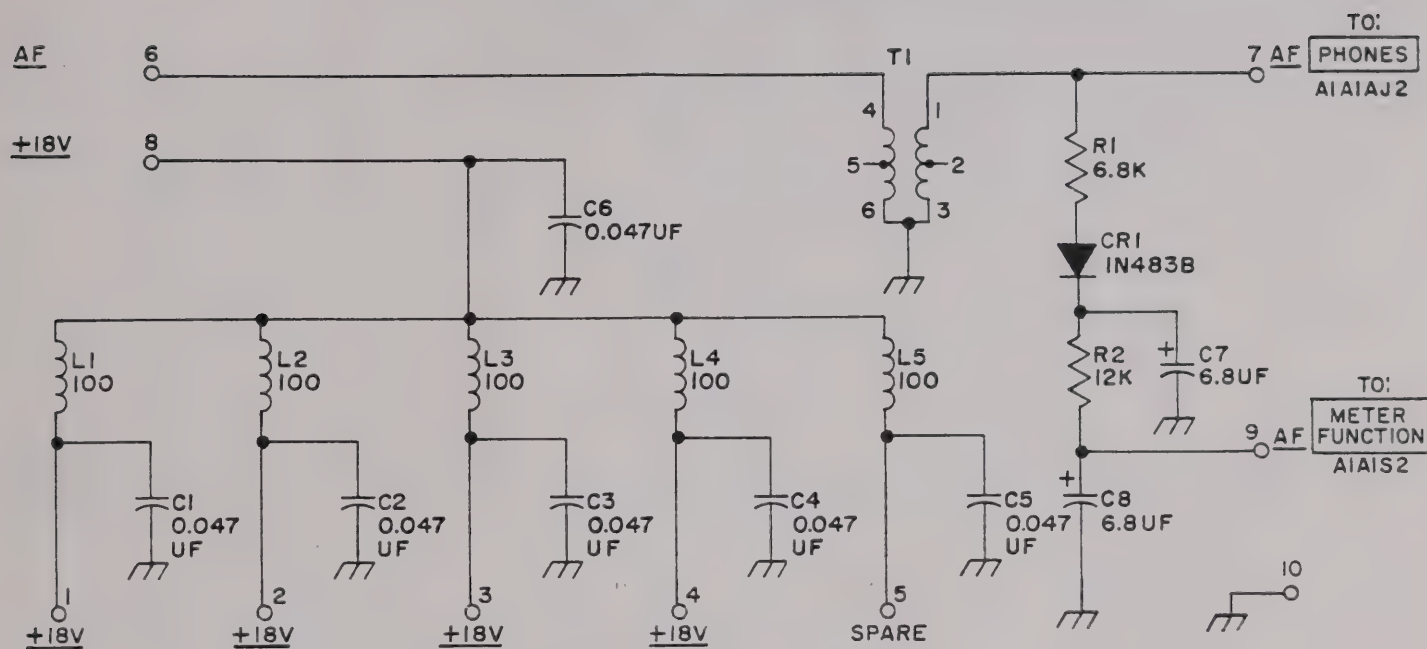 AF
6
T1
7 AF
TO:
PHONES
A1A1AJ2
4
1
+18V
8
5
2
R1
6.8K
C6
0.047UF
6
3
CR1
1N483B
L1
100
L2
100
L3
100
L4
100
L5
100
R2
12K
+
C7
6.8UF
TO:
METER
FUNCTION
A1A1S2
9 AF
+
C8
6.8UF
C1
0.047
UF
C2
0.047
UF
C3
0.047
UF
C4
0.047
UF
C5
0.047
UF
10
1
+18V
2
+18V
3
+18V
4
+18V
5
SPARE